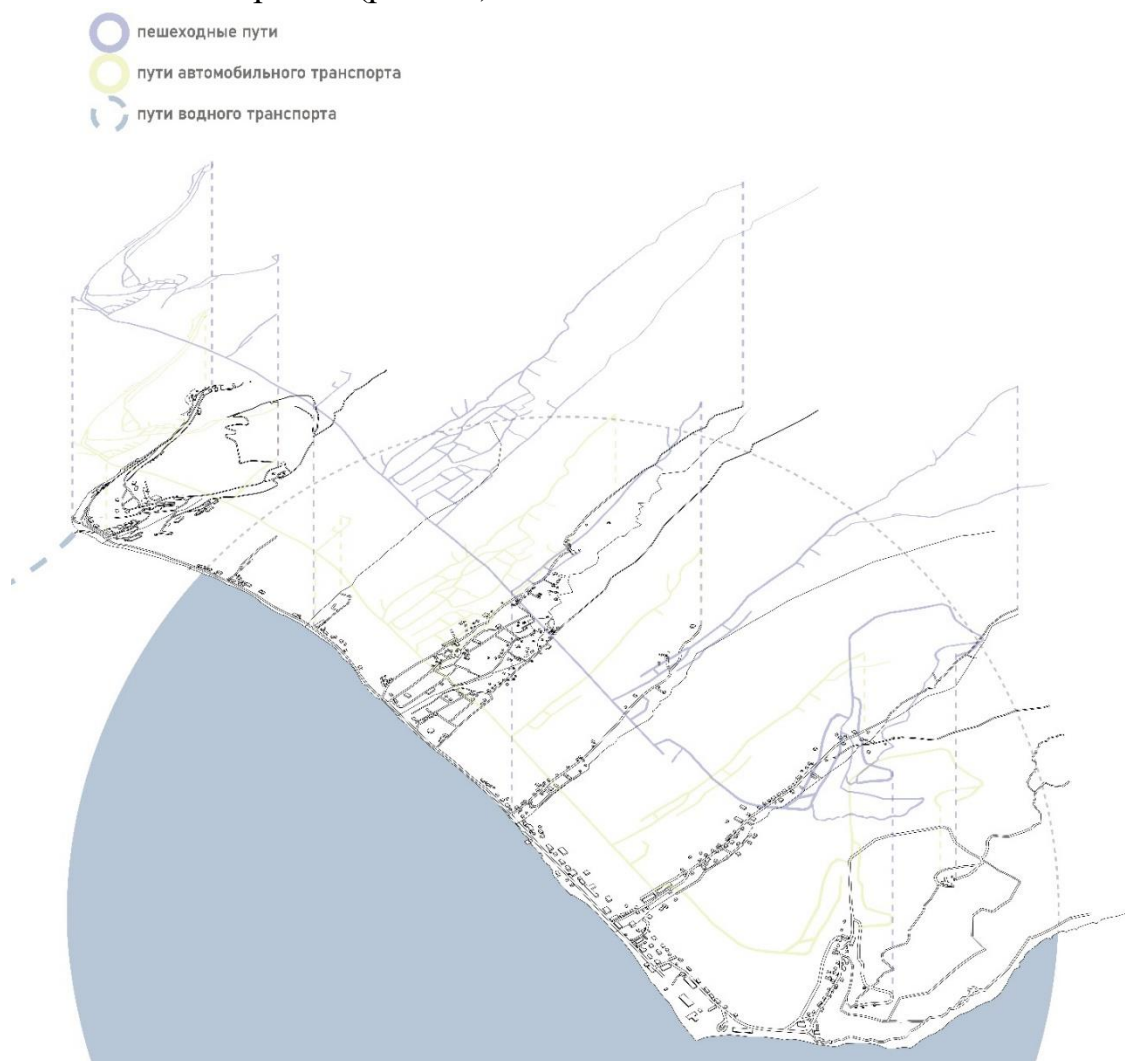 пешеходные пути
пути автомобильного транспорта
пути водного транспорта